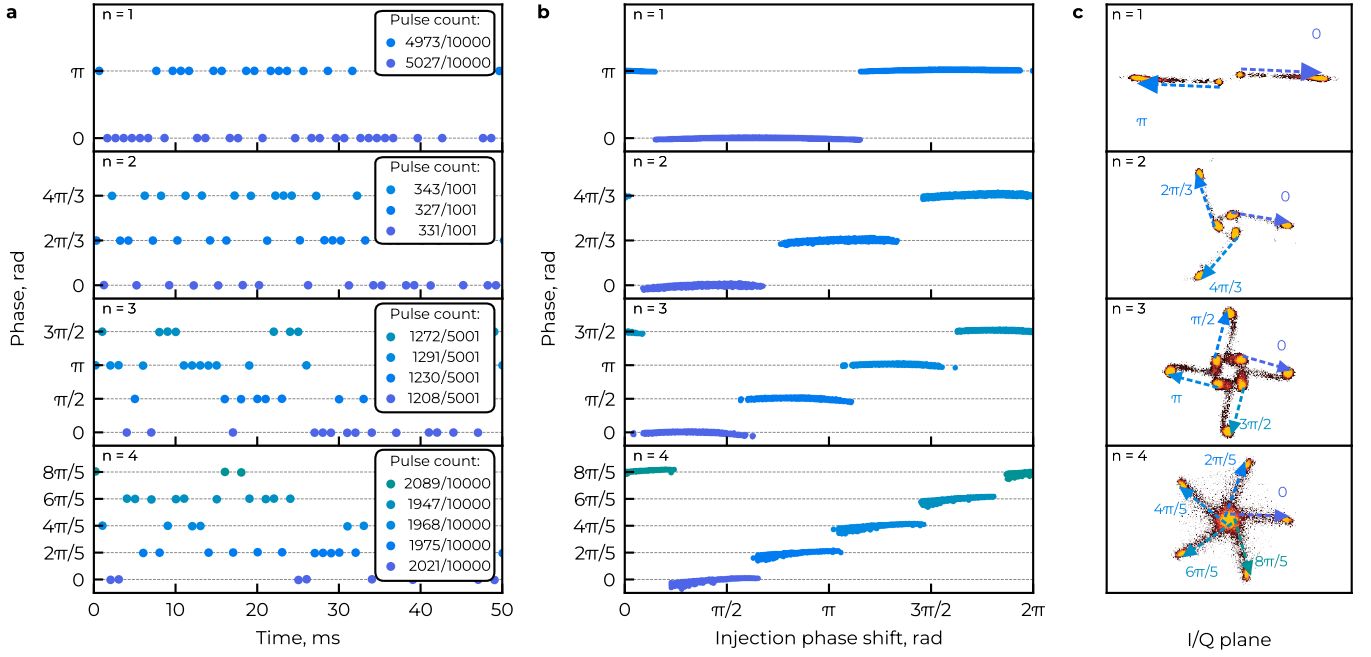 a
n = 1
Pulse count:
4973/10000
5027/10000
π
0
n = 2
Pulse count:
343/1001
327/1001
331/1001
4π/3
2π/3
0
n = 3
Pulse count:
1272/5001
1291/5001
1230/5001
1208/5001
3π/2
π
π/2
0
n = 4
Pulse count:
2089/10000
1947/10000
1968/10000
1975/10000
2021/10000
8π/5
6π/5
4π/5
2π/5
0
Phase, rad
0 10 20 30 40 50
Time, ms
b
n = 1
n = 2
n = 3
n = 4
π
0
4π/3
2π/3
0
3π/2
π
π/2
0
8π/5
6π/5
4π/5
2π/5
0
Phase, rad
0 π/2 π 3π/2 2π
Injection phase shift, rad
c
n = 1
0
π
n = 2
2π/3
0
4π/3
n = 3
π/2
0
π
3π/2
n = 4
2π/5
0
4π/5
6π/5
8π/5
I/Q plane